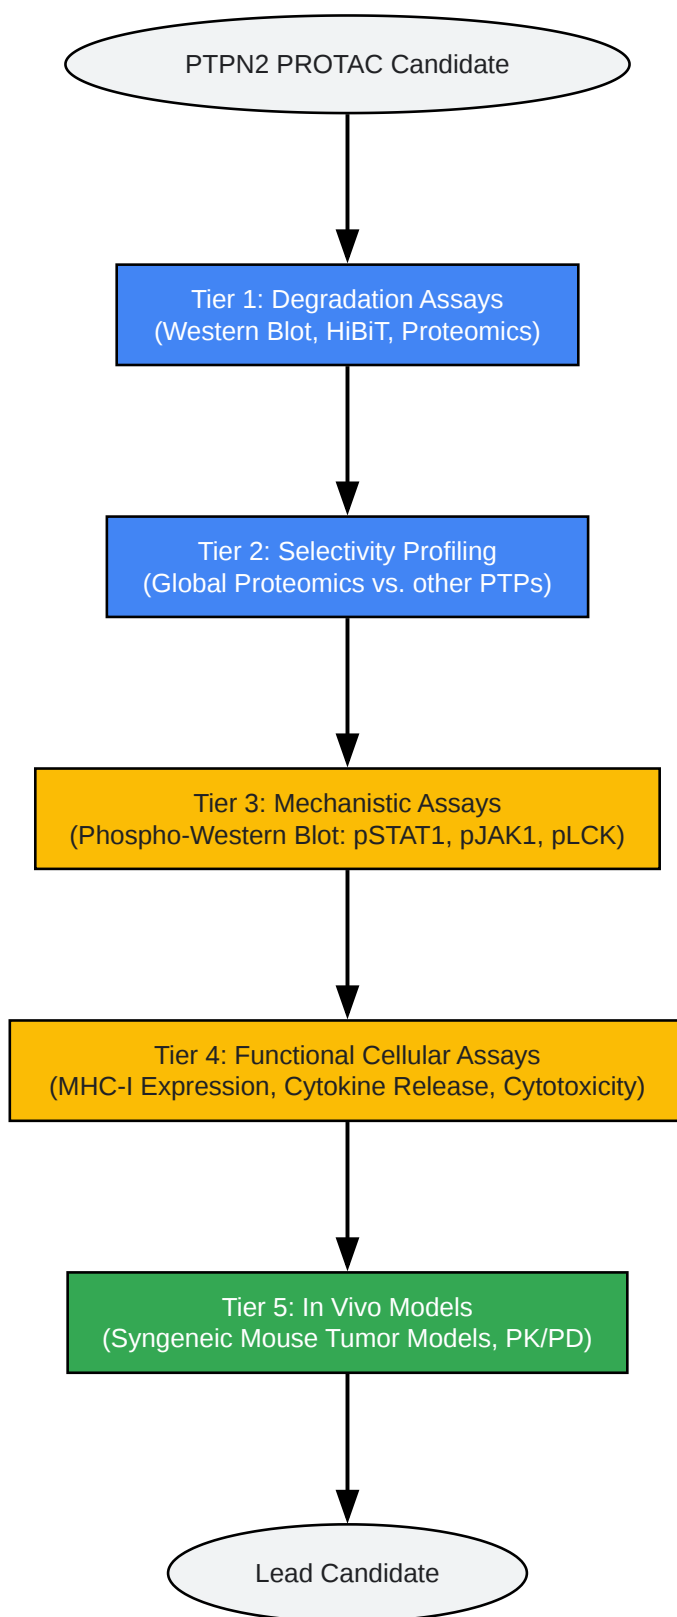 PTPN2 PROTAC Candidate
Tier 1: Degradation Assays
(Western Blot, HiBiT, Proteomics)
Tier 2: Selectivity Profiling
(Global Proteomics vs. other PTPs)
Tier 3: Mechanistic Assays
(Phospho-Western Blot: pSTAT1, pJAK1, pLCK)
Tier 4: Functional Cellular Assays
(MHC-I Expression, Cytokine Release, Cytotoxicity)
Tier 5: In Vivo Models
(Syngeneic Mouse Tumor Models, PK/PD)
Lead Candidate